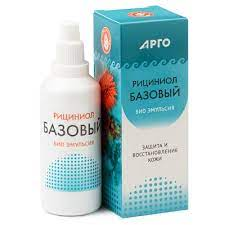 РИЦИНИОЛ
БАЗОВЫЙ
БИО ЭМУЛЬСИЯ
АРГО
РИЦИНИОЛ
БАЗОВЫЙ
БИО ЭМУЛЬСИЯ
ЗАЩИТА И
ВОССТАНОВЛЕНИЕ
КОЖИ